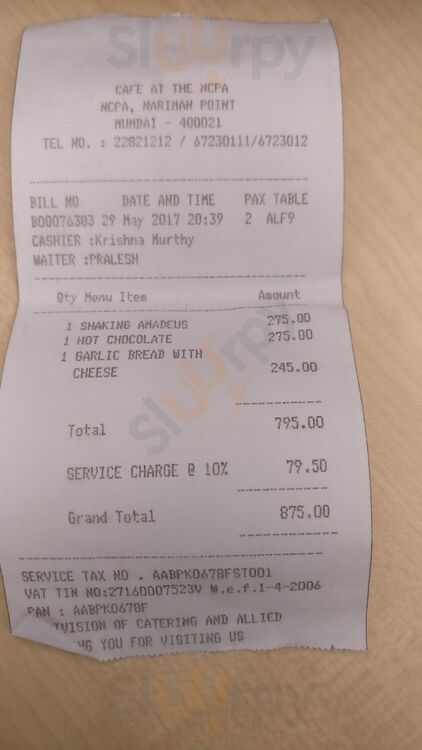 Sluurpy
CAFE AT THE NCPA
NCPA, NARIMAN POINT
MUMBAI - 400021
TEL NO. : 22821212 / 67230111/6723012
BILL NO DATE AND TIME PAX TABLE
B00076303 29 May 2017 20:39 2 ALF9
CASHIER :Krishna Murthy
WAITER :PRALESH
Qty Menu Item Amount
1 SHAKING AMADEUS 275.00
1 HOT CHOCOLATE 275.00
1 GARLIC BREAD WITH
CHEESE 245.00
Total 795.00
SERVICE CHARGE @ 10% 79.50
Grand Total 875.00
SERVICE TAX NO . AABPK0678FST001
VAT TIN NO:27160007523V W.e.f.1-4-2006
PAN : AABPK0678F
OF CATERING AND ALLIED
YOU FOR VISITING US
Sluurpy
Sluurpy